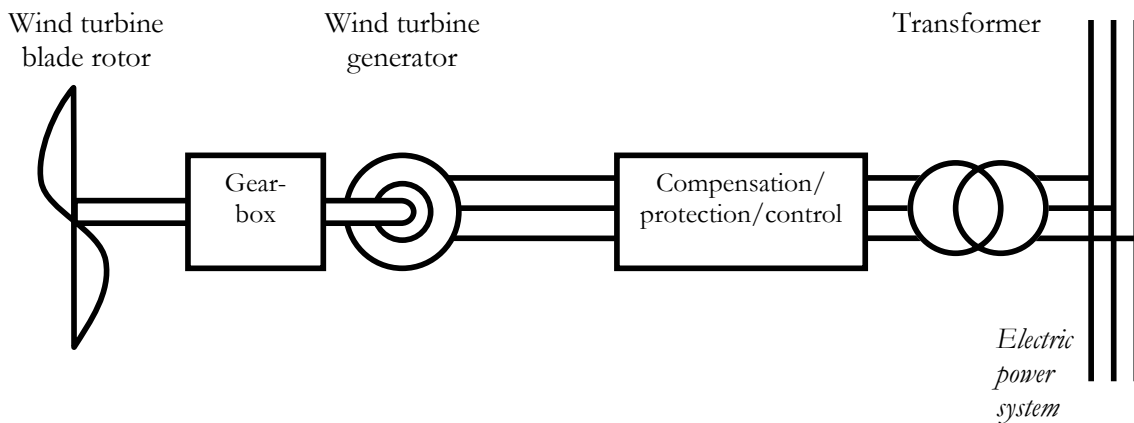 Wind turbine
blade rotor
Wind turbine
generator
Transformer
Gear-
box
Compensation/
protection/control
Electric
power
system